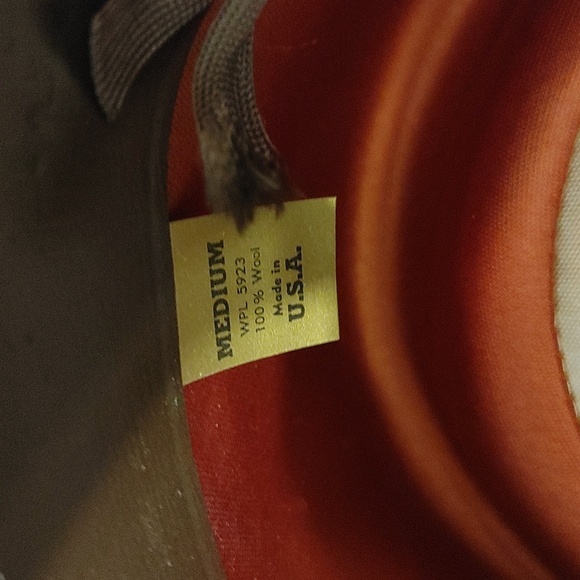 MEDIUM
WPL 5923
100% Wool
Made in
U.S.A.